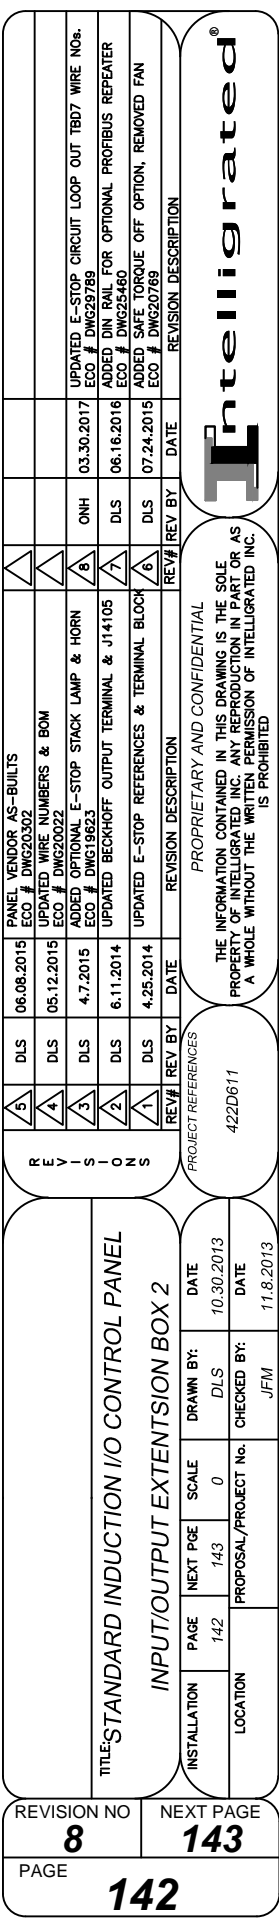 REVISION NO
8
NEXT PAGE
143
PAGE
142
TITLE:
STANDARD INDUCTION I/O CONTROL PANEL
INPUT/OUTPUT EXTENTSION BOX 2
INSTALLATION
PAGE
142
NEXT PGE
143
SCALE
0
DRAWN BY:
DLS
DATE
10.30.2013
LOCATION
PROPOSAL/PROJECT No.
CHECKED BY:
JFM
DATE
11.8.2013
REVISIONS
5 DLS 06.08.2015 PANEL VENDOR AS-BUILTS
ECO # DWG20302
4 DLS 05.12.2015 UPDATED WIRE NUMBERS & BOM
ECO # DWG20022
3 DLS 4.7.2015 ADDED OPTIONAL E-STOP STACK LAMP & HORN
ECO # DWG19623
2 DLS 6.11.2014 UPDATED BECKHOFF OUTPUT TERMINAL & J14105
1 DLS 4.25.2014 UPDATED E-STOP REFERENCES & TERMINAL BLOCK
REV# REV BY DATE REVISION DESCRIPTION
8 ONH 03.30.2017 UPDATED E-STOP CIRCUIT LOOP OUT TBD7 WIRE NOs.
ECO # DWG29789
7 DLS 06.16.2016 ADDED DIN RAIL FOR OPTIONAL PROFIBUS REPEATER
ECO # DWG25460
6 DLS 07.24.2015 ADDED SAFE TORQUE OFF OPTION, REMOVED FAN
ECO # DWG20769
REV# REV BY DATE REVISION DESCRIPTION
PROJECT REFERENCES
422D611
PROPRIETARY AND CONFIDENTIAL
THE INFORMATION CONTAINED IN THIS DRAWING IS THE SOLE
PROPERTY OF INTELLIGRATED INC. ANY REPRODUCTION IN PART OR AS
A WHOLE WITHOUT THE WRITTEN PERMISSION OF INTELLIGRATED INC.
IS PROHIBITED
Intelligrated®